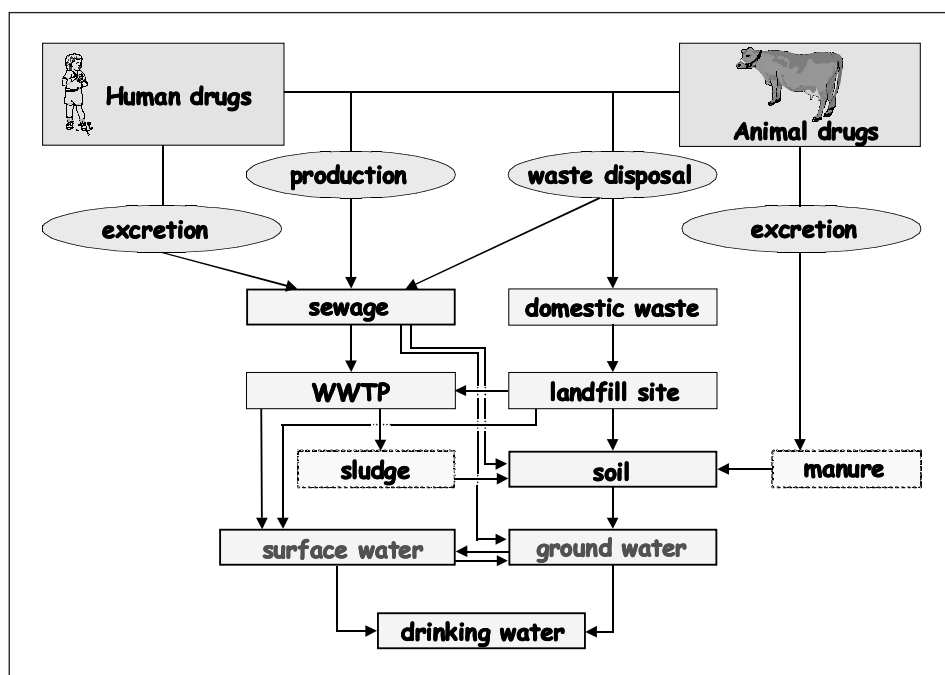 Human drugs
Animal drugs
production
waste disposal
excretion
excretion
sewage
domestic waste
WWTP
landfill site
sludge
soil
manure
surface water
ground water
drinking water